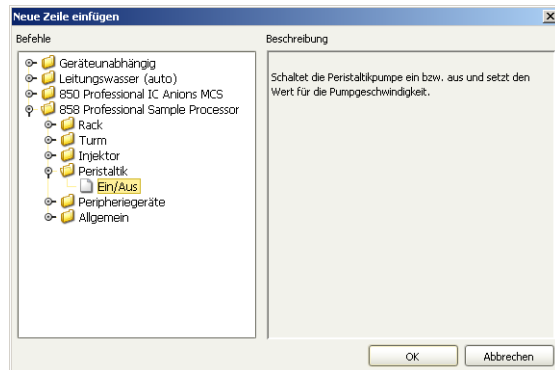 Neue Zeile einfügen
Befehle
Beschreibung
Geräteunabhängig
Leitungswasser (auto)
850 Professional IC Anions MCS
858 Professional Sample Processor
Rack
Turm
Injektor
Peristaltik
Ein/Aus
Peripheriegeräte
Allgemein
Schaltet die Peristaltikpumpe ein bzw. aus und setzt den
Wert für die Pumpgeschwindigkeit.
OK
Abbrechen